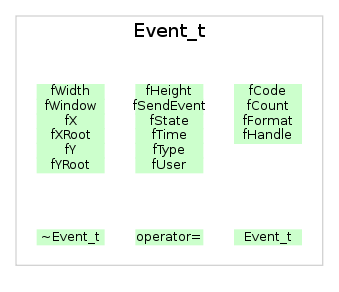 Event_t
fWidth
fWindow
fX
fXRoot
fY
fYRoot
fHeight
fSendEvent
fState
fTime
fType
fUser
fCode
fCount
fFormat
fHandle
~Event_t
operator=
Event_t